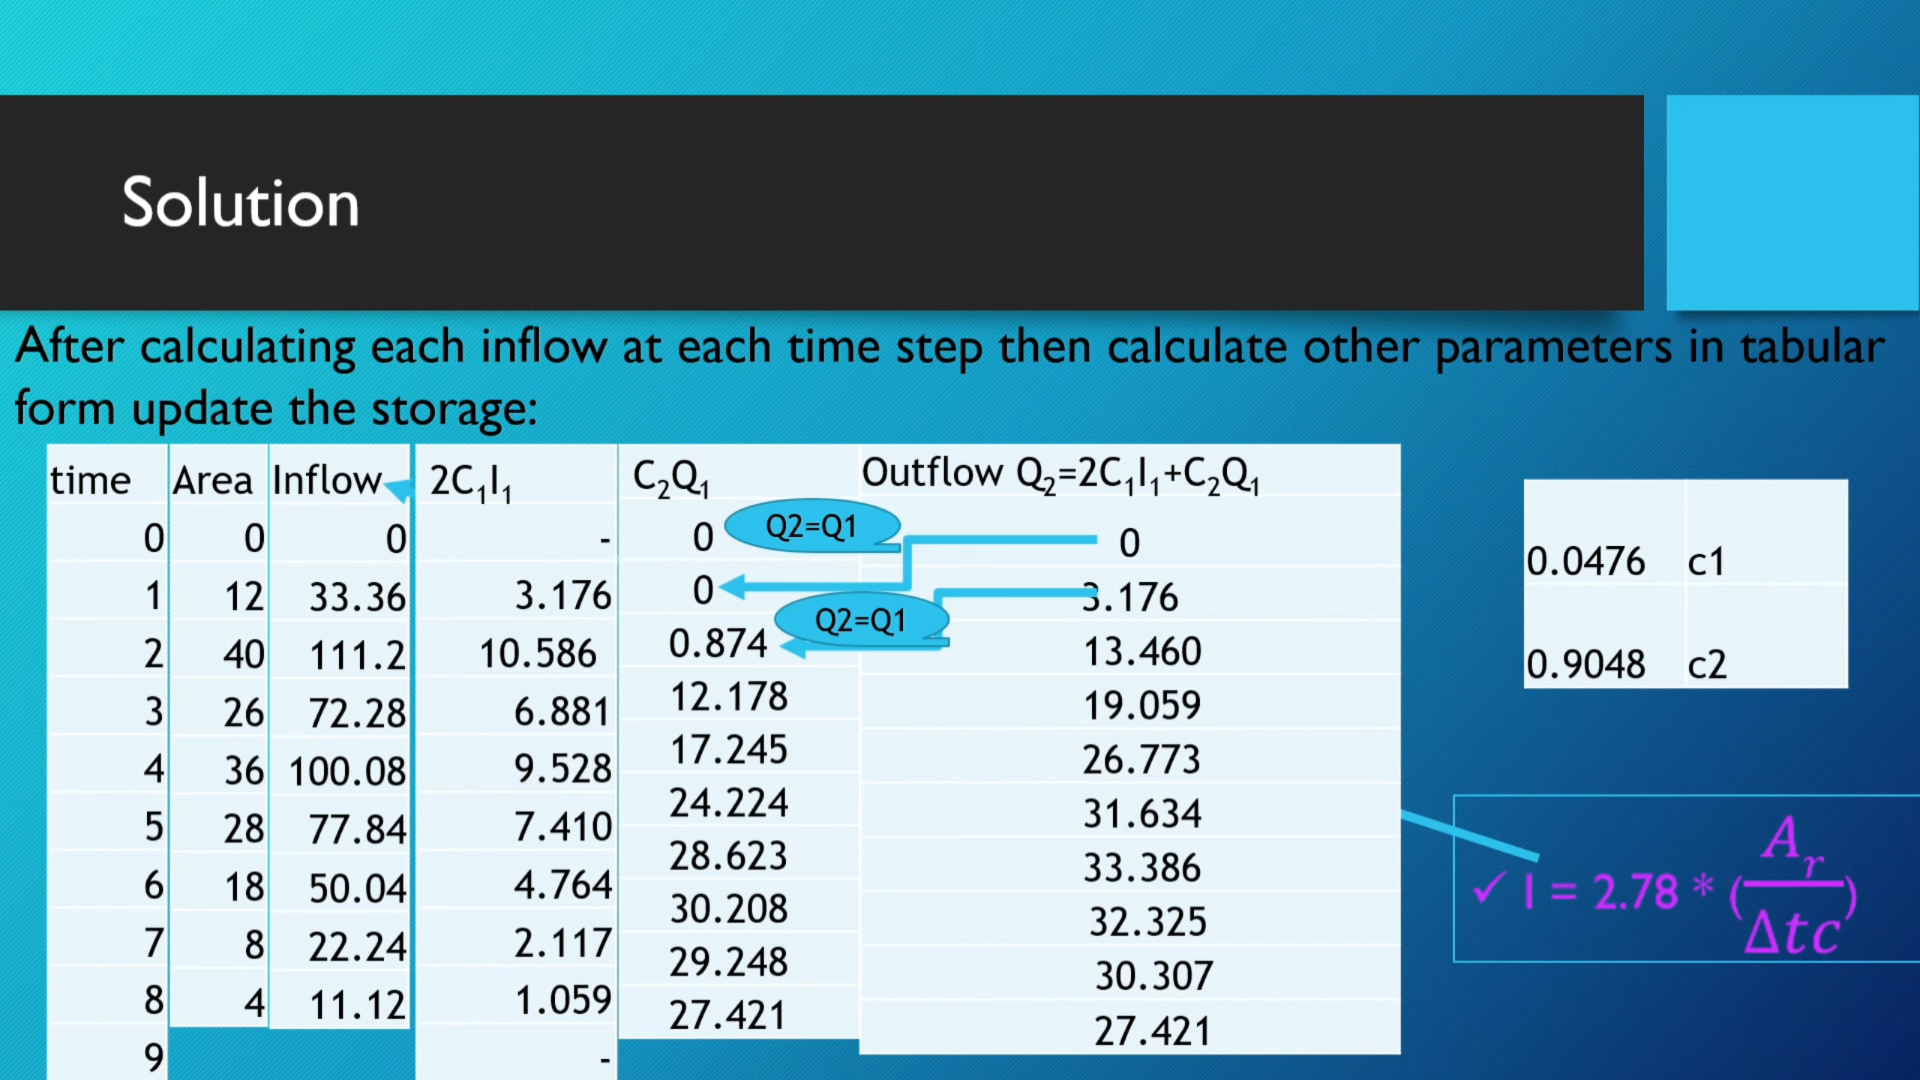 Solution
After calculating each inflow at each time step then calculate other parameters in tabular
form update the storage:
time Area Inflow 2C₁I₁ C₂Q₁ Outflow Q₂=2C₁I₁+C₂Q₁
0 0 0 - 0 Q2=Q1 0
1 12 33.36 3.176 0 3.176
Q2=Q1
2 40 111.2 10.586 0.874 13.460
3 26 72.28 6.881 12.178 19.059
4 36 100.08 9.528 17.245 26.773
5 28 77.84 7.410 24.224 31.634
6 18 50.04 4.764 28.623 33.386
7 8 22.24 2.117 30.208 32.325
8 4 11.12 1.059 29.248 30.307
9 - 27.421 27.421
0.0476 c1
0.9048 c2
✓ I = 2.78 * (A_r/Δtc)